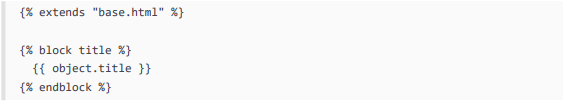 {% extends "base.html" %}
{% block title %}
{{ object.title }}
{% endblock %}